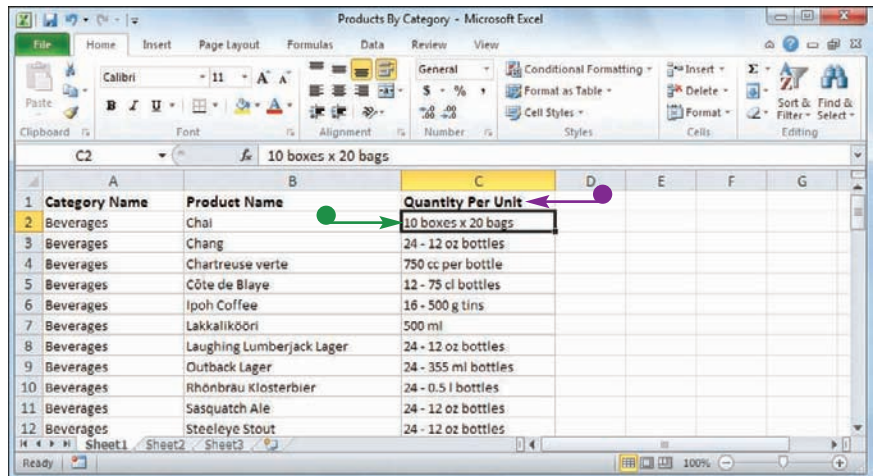 Products By Category - Microsoft Excel
File Home Insert Page Layout Formulas Data Review View
Calibri 11 A A General Conditional Formatting Insert Σ
Paste B I U A $ % , Format as Table Delete Sort & Find &
.0 .00 .00 .0 Cell Styles Format Filter Select
Clipboard Font Alignment Number Styles Cells Editing
C2 fx 10 boxes x 20 bags
A B C D E F G
1 Category Name Product Name Quantity Per Unit
2 Beverages Chai 10 boxes x 20 bags
3 Beverages Chang 24 - 12 oz bottles
4 Beverages Chartreuse verte 750 cc per bottle
5 Beverages Côte de Blaye 12 - 75 cl bottles
6 Beverages Ipoh Coffee 16 - 500 g tins
7 Beverages Lakkalikööri 500 ml
8 Beverages Laughing Lumberjack Lager 24 - 12 oz bottles
9 Beverages Outback Lager 24 - 355 ml bottles
10 Beverages Rhönbräu Klosterbier 24 - 0.5 l bottles
11 Beverages Sasquatch Ale 24 - 12 oz bottles
12 Beverages Steeleye Stout 24 - 12 oz bottles
Sheet1 Sheet2 Sheet3
Ready 100%